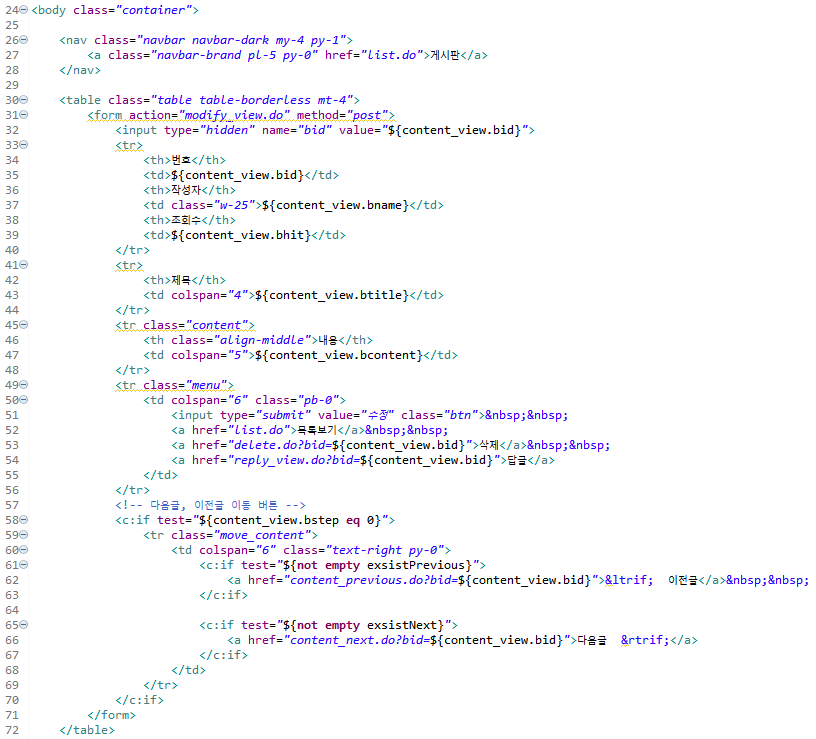 24 <body class="container">
25
26     <nav class="navbar navbar-dark my-4 py-1">
27         <a class="navbar-brand pl-5 py-0" href="list.do">게시판</a>
28     </nav>
29
30     <table class="table table-borderless mt-4">
31         <form action="modify_view.do" method="post">
32             <input type="hidden" name="bid" value="${content_view.bid}">
33             <tr>
34                 <th>번호</th>
35                 <td>${content_view.bid}</td>
36                 <th>작성자</th>
37                 <td class="w-25">${content_view.bname}</td>
38                 <th>조회수</th>
39                 <td>${content_view.bhit}</td>
40             </tr>
41             <tr>
42                 <th>제목</th>
43                 <td colspan="4">${content_view.btitle}</td>
44             </tr>
45             <tr class="content">
46                 <th class="align-middle">내용</th>
47                 <td colspan="5">${content_view.bcontent}</td>
48             </tr>
49             <tr class="menu">
50                 <td colspan="6" class="pb-0">
51                     <input type="submit" value="수정" class="btn">&nbsp;&nbsp;
52                     <a href="list.do">목록보기</a>&nbsp;&nbsp;
53                     <a href="delete.do?bid=${content_view.bid}">삭제</a>&nbsp;&nbsp;
54                     <a href="reply_view.do?bid=${content_view.bid}">답글</a>
55                 </td>
56             </tr>
57             <!-- 다음글, 이전글 이동 버튼 -->
58             <c:if test="${content_view.bstep eq 0}">
59                 <tr class="move_content">
60                     <td colspan="6" class="text-right py-0">
61                         <c:if test="${not empty exsistPrevious}">
62                             <a href="content_previous.do?bid=${content_view.bid}">&ltrif;  이전글</a>&nbsp;&nbsp;
63                         </c:if>
64
65                         <c:if test="${not empty exsistNext}">
66                             <a href="content_next.do?bid=${content_view.bid}">다음글  &rtrif;</a>
67                         </c:if>
68                     </td>
69                 </tr>
70             </c:if>
71         </form>
72     </table>